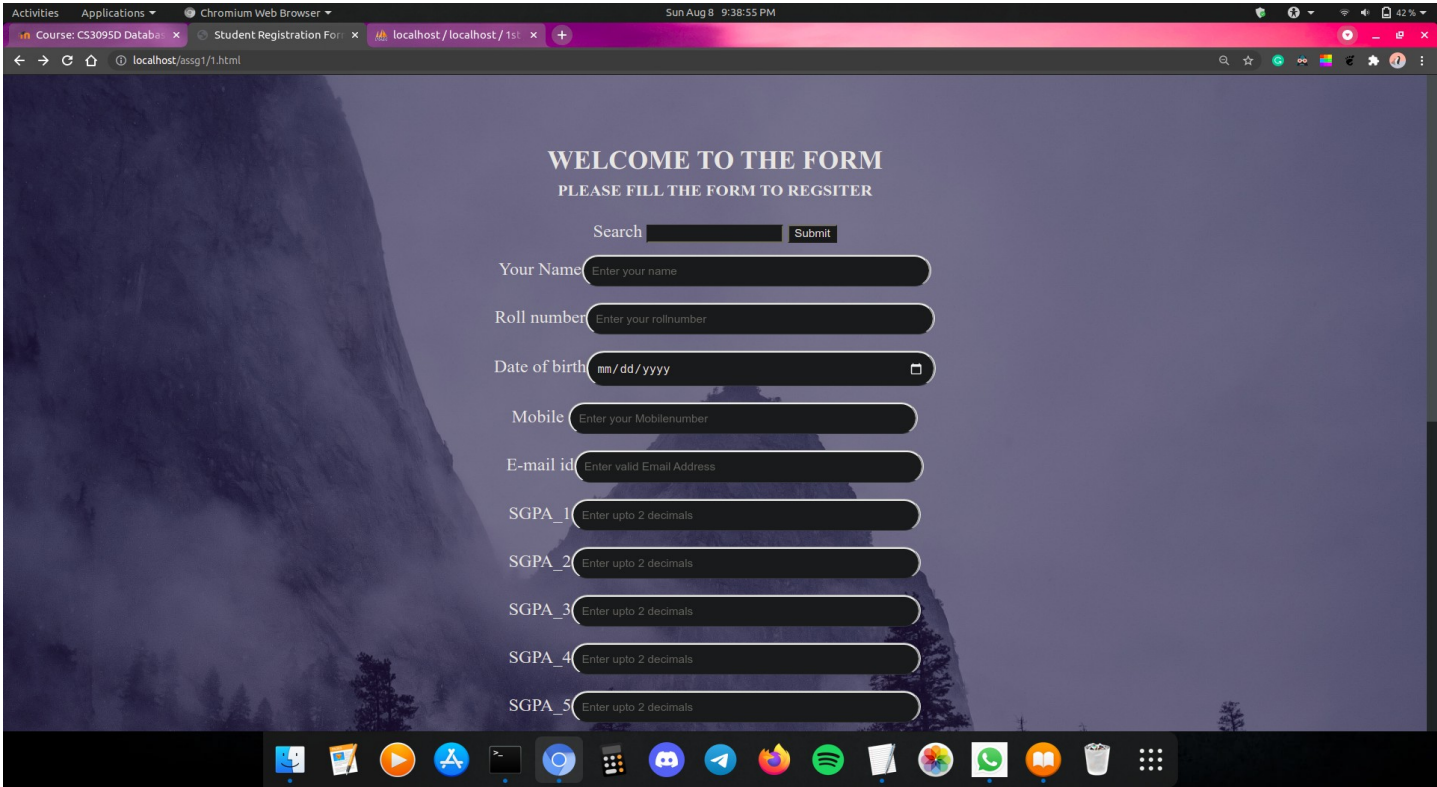 Activities Applications Chromium Web Browser Sun Aug 8 9:38:55 PM 42 %
Course: CS3095D Databas Student Registration Form localhost / localhost / 1st
localhost/assg1/1.html
WELCOME TO THE FORM
PLEASE FILL THE FORM TO REGSITER
Search Submit
Your Name Enter your name
Roll number Enter your rollnumber
Date of birth mm/dd/yyyy
Mobile Enter your Mobilenumber
E-mail id Enter valid Email Address
SGPA_1 Enter upto 2 decimals
SGPA_2 Enter upto 2 decimals
SGPA_3 Enter upto 2 decimals
SGPA_4 Enter upto 2 decimals
SGPA_5 Enter upto 2 decimals